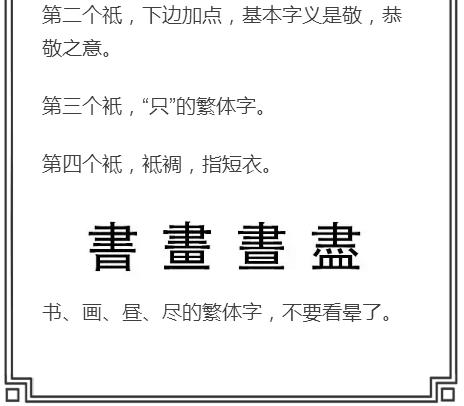 第二个祗，下边加点，基本字义是敬，恭
敬之意。
第三个衹，“只”的繁体字。
第四个袛，袛裯，指短衣。
書 畫 晝 盡
书、画、昼、尽的繁体字，不要看晕了。